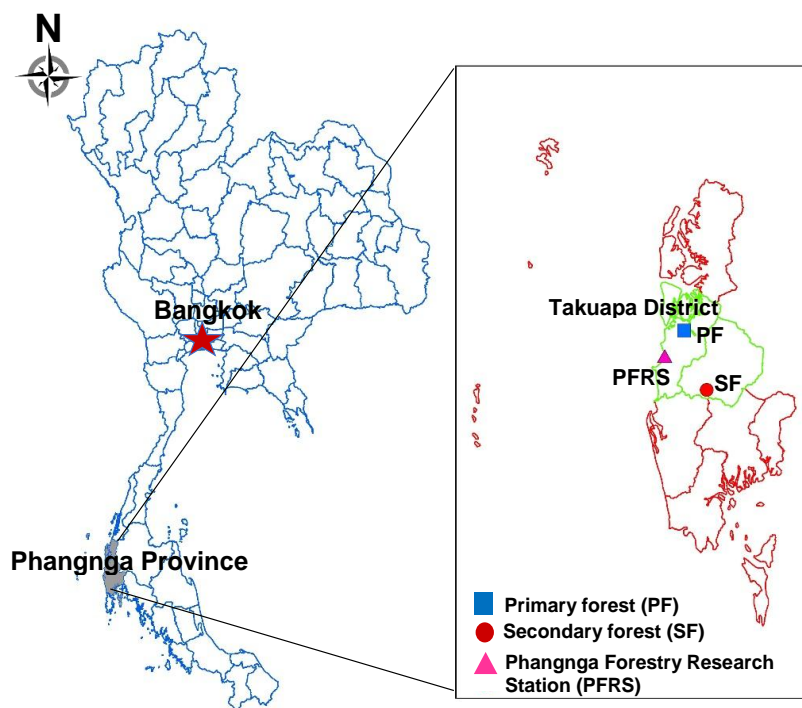 N
Bangkok
Phangnga Province
Takuapa District
PF
PFRS
SF
Primary forest (PF)
Secondary forest (SF)
Phangnga Forestry Research
Station (PFRS)